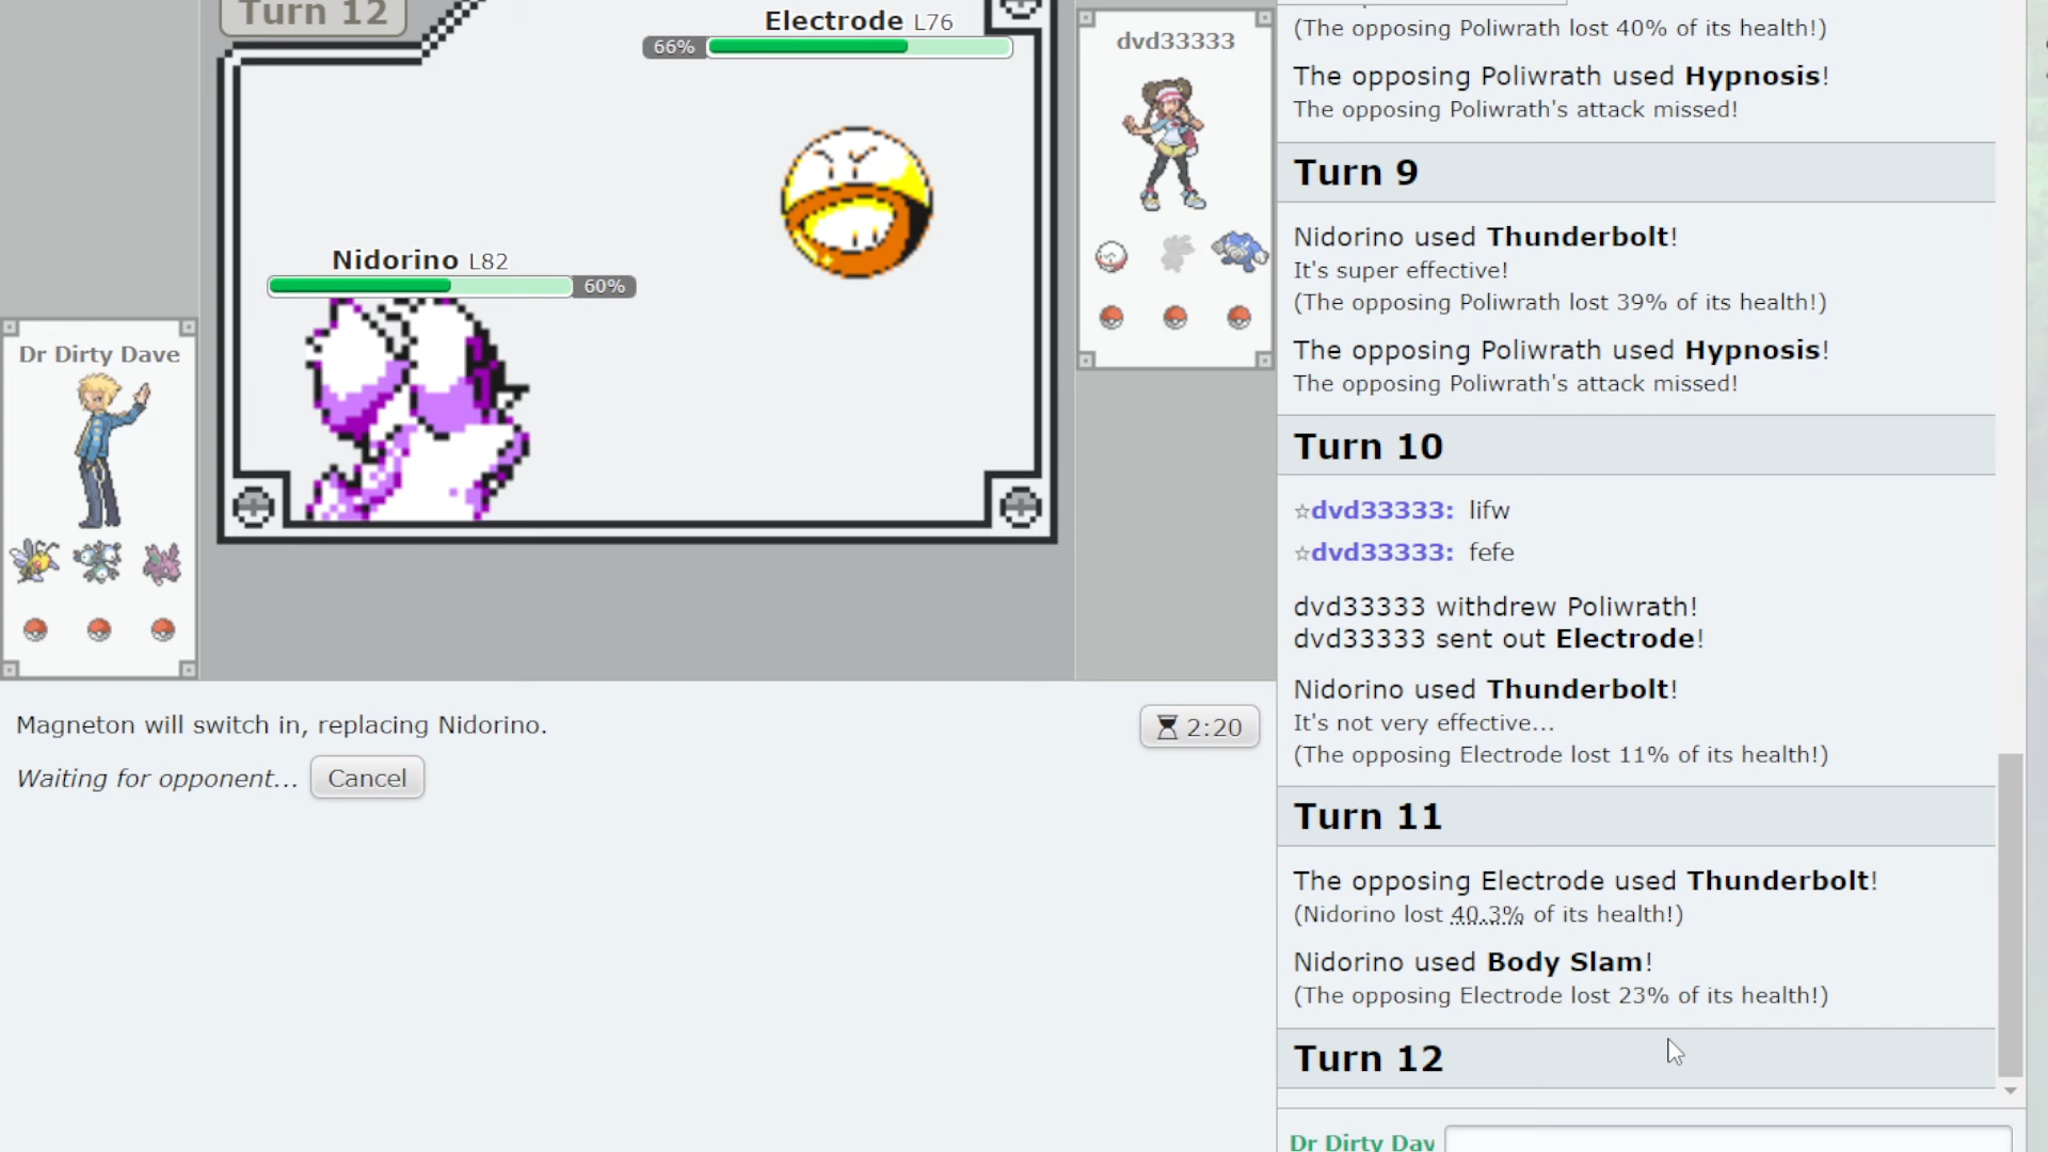 Turn 12
Electrode L76
66%
Nidorino L82
60%
dvd33333
Dr Dirty Dave
Magneton will switch in, replacing Nidorino.
2:20
Waiting for opponent... Cancel
(The opposing Poliwrath lost 40% of its health!)
The opposing Poliwrath used Hypnosis!
The opposing Poliwrath's attack missed!
Turn 9
Nidorino used Thunderbolt!
It's super effective!
(The opposing Poliwrath lost 39% of its health!)
The opposing Poliwrath used Hypnosis!
The opposing Poliwrath's attack missed!
Turn 10
☆dvd33333: lifw
☆dvd33333: fefe
dvd33333 withdrew Poliwrath!
dvd33333 sent out Electrode!
Nidorino used Thunderbolt!
It's not very effective...
(The opposing Electrode lost 11% of its health!)
Turn 11
The opposing Electrode used Thunderbolt!
(Nidorino lost 40.3% of its health!)
Nidorino used Body Slam!
(The opposing Electrode lost 23% of its health!)
Turn 12
Dr Dirty Dav